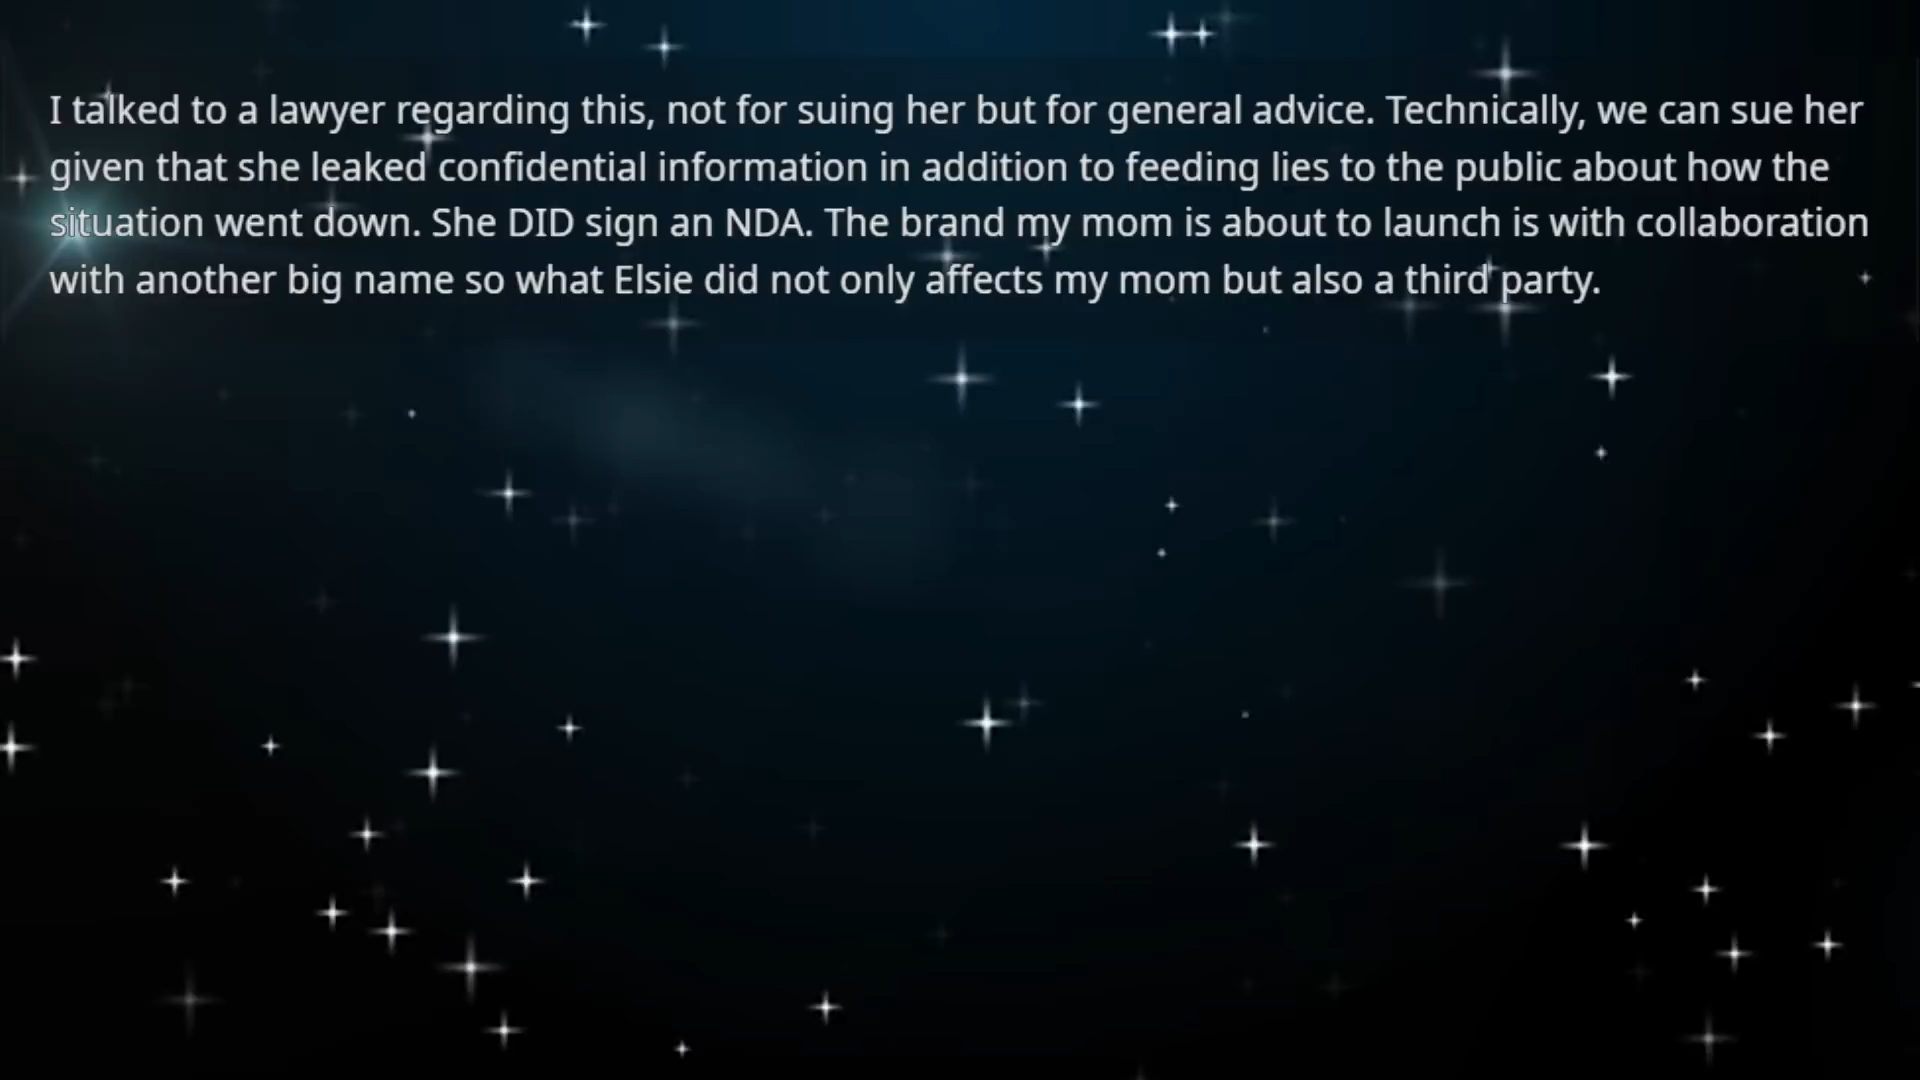 I talked to a lawyer regarding this, not for suing her but for general advice. Technically, we can sue her
given that she leaked confidential information in addition to feeding lies to the public about how the
situation went down. She DID sign an NDA. The brand my mom is about to launch is with collaboration
with another big name so what Elsie did not only affects my mom but also a third party.